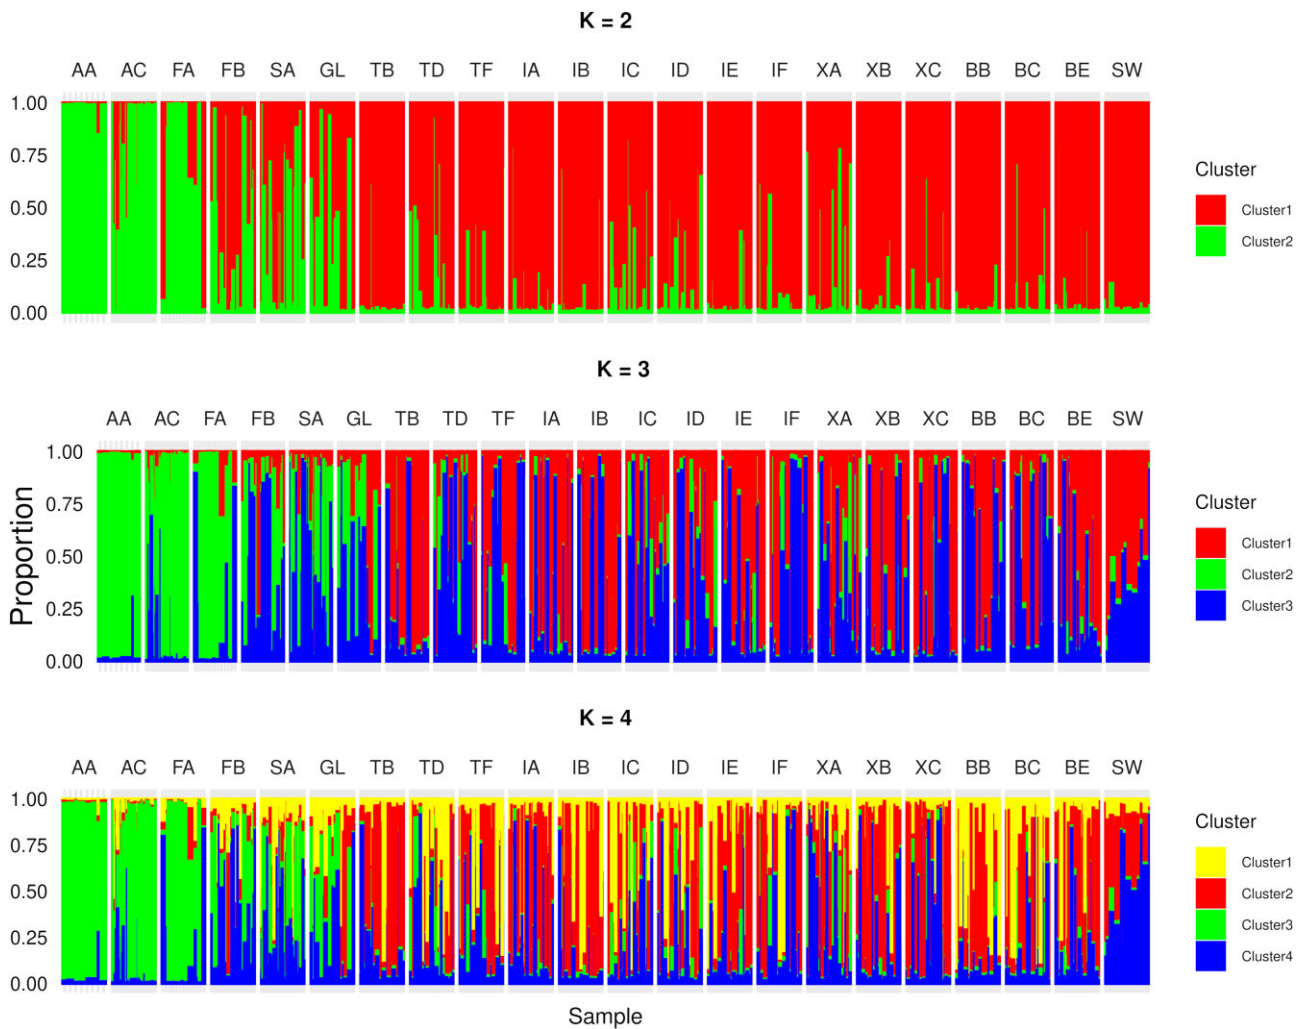 K = 2
AA AC FA FB SA GL TB TD TF IA IB IC ID IE IF XA XB XC BB BC BE SW
1.00
0.75
0.50
0.25
0.00
Cluster
Cluster1
Cluster2
K = 3
AA AC FA FB SA GL TB TD TF IA IB IC ID IE IF XA XB XC BB BC BE SW
1.00
0.75
0.50
0.25
0.00
Proportion
Cluster
Cluster1
Cluster2
Cluster3
K = 4
AA AC FA FB SA GL TB TD TF IA IB IC ID IE IF XA XB XC BB BC BE SW
1.00
0.75
0.50
0.25
0.00
Cluster
Cluster1
Cluster2
Cluster3
Cluster4
Sample